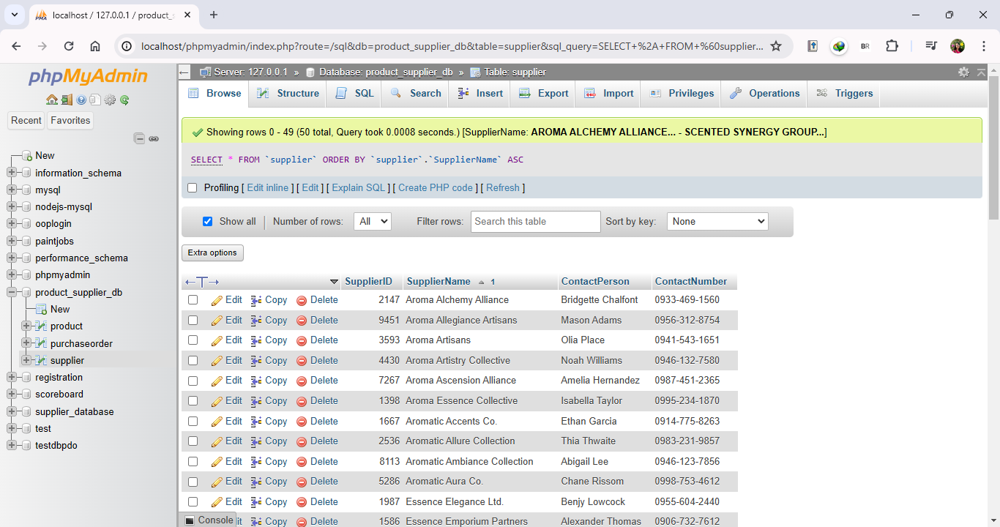 localhost / 127.0.0.1 / product_s
localhost/phpmyadmin/index.php?route=/sql&db=product_supplier_db&table=supplier&sql_query=SELECT+%2A+FROM+%60supplier...
BR
phpMyAdmin
Recent Favorites
New
information_schema
mysql
nodejs-mysql
ooplogin
paintjobs
performance_schema
phpmyadmin
product_supplier_db
New
product
purchaseorder
supplier
registration
scoreboard
supplier_database
test
testdbpdo
Server: 127.0.0.1 » Database: product_supplier_db » Table: supplier
Browse Structure SQL Search Insert Export Import Privileges Operations Triggers
Showing rows 0 - 49 (50 total, Query took 0.0008 seconds.) [SupplierName: AROMA ALCHEMY ALLIANCE... - SCENTED SYNERGY GROUP...]
SELECT * FROM `supplier` ORDER BY `supplier`.`SupplierName` ASC
Profiling [ Edit inline ] [ Edit ] [ Explain SQL ] [ Create PHP code ] [ Refresh ]
Show all Number of rows: All Filter rows: Search this table Sort by key: None
Extra options
SupplierID SupplierName 1 ContactPerson ContactNumber
Edit Copy Delete 2147 Aroma Alchemy Alliance Bridgette Chalfont 0933-469-1560
Edit Copy Delete 9451 Aroma Allegiance Artisans Mason Adams 0956-312-8754
Edit Copy Delete 3593 Aroma Artisans Olia Place 0941-543-1651
Edit Copy Delete 4430 Aroma Artistry Collective Noah Williams 0946-132-7580
Edit Copy Delete 7267 Aroma Ascension Alliance Amelia Hernandez 0987-451-2365
Edit Copy Delete 1398 Aroma Essence Collective Isabella Taylor 0995-234-1870
Edit Copy Delete 1667 Aromatic Accents Co. Ethan Garcia 0914-775-8263
Edit Copy Delete 2536 Aromatic Allure Collection Thia Thwaite 0983-231-9857
Edit Copy Delete 8113 Aromatic Ambiance Collection Abigail Lee 0946-123-7856
Edit Copy Delete 5286 Aromatic Aura Co. Chane Rissom 0998-753-4612
Edit Copy Delete 1987 Essence Elegance Ltd. Benjy Lowcock 0955-604-2440
Console it Copy Delete 1586 Essence Emporium Partners Alexander Thomas 0906-732-7612